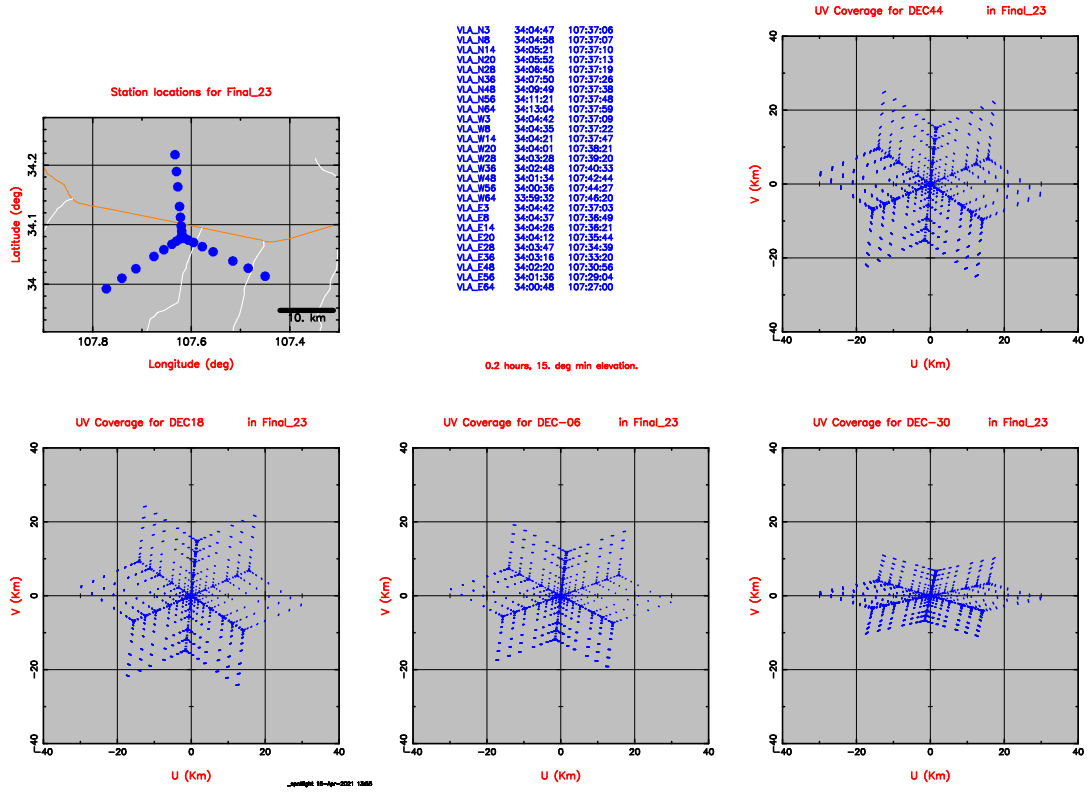 UV Coverage for DEC44 in Final_23
VLA_N3 34:04:47 107:37:06
VLA_N8 34:04:58 107:37:07
VLA_N14 34:05:21 107:37:10
VLA_N20 34:05:52 107:37:13
VLA_N28 34:06:45 107:37:19
VLA_N36 34:07:50 107:37:26
VLA_N48 34:09:49 107:37:38
VLA_N56 34:11:21 107:37:48
VLA_N64 34:13:04 107:37:59
VLA_W3 34:04:42 107:37:09
VLA_W8 34:04:35 107:37:22
VLA_W14 34:04:21 107:37:47
VLA_W20 34:04:01 107:38:21
VLA_W28 34:03:28 107:39:20
VLA_W36 34:02:48 107:40:33
VLA_W48 34:01:34 107:42:44
VLA_W56 34:00:36 107:44:27
VLA_W64 33:59:32 107:46:20
VLA_E3 34:04:42 107:37:03
VLA_E8 34:04:37 107:36:49
VLA_E14 34:04:26 107:36:21
VLA_E20 34:04:12 107:35:44
VLA_E28 34:03:47 107:34:39
VLA_E36 34:03:16 107:33:20
VLA_E48 34:02:20 107:30:56
VLA_E56 34:01:36 107:29:04
VLA_E64 34:00:48 107:27:00
Station locations for Final_23
34.2
34.1
34
Latitude (deg)
10. km
107.8 107.6 107.4
Longitude (deg)
0.2 hours, 15. deg min elevation.
40
20
0
-20
-40
V (Km)
-40 -20 0 20 40
U (Km)
UV Coverage for DEC18 in Final_23
40
20
0
-20
-40
V (Km)
-40 -20 0 20 40
U (Km)
UV Coverage for DEC-06 in Final_23
40
20
0
-20
-40
V (Km)
-40 -20 0 20 40
U (Km)
UV Coverage for DEC-30 in Final_23
40
20
0
-20
-40
V (Km)
-40 -20 0 20 40
U (Km)
16-Apr-2021